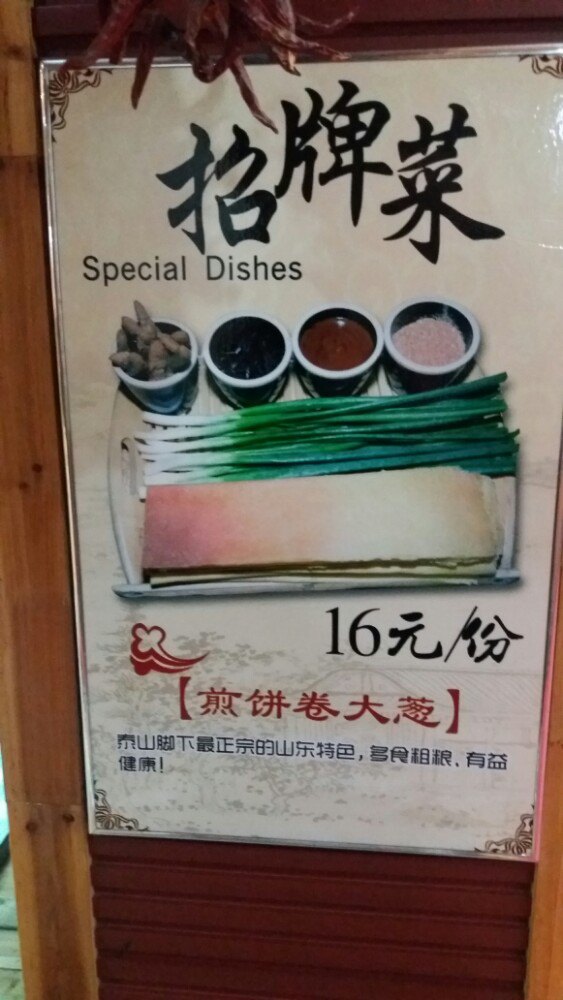 招牌菜
Special Dishes
16元/份
【煎饼卷大葱】
泰山脚下最正宗的山东特色，多食粗粮、有益
健康！